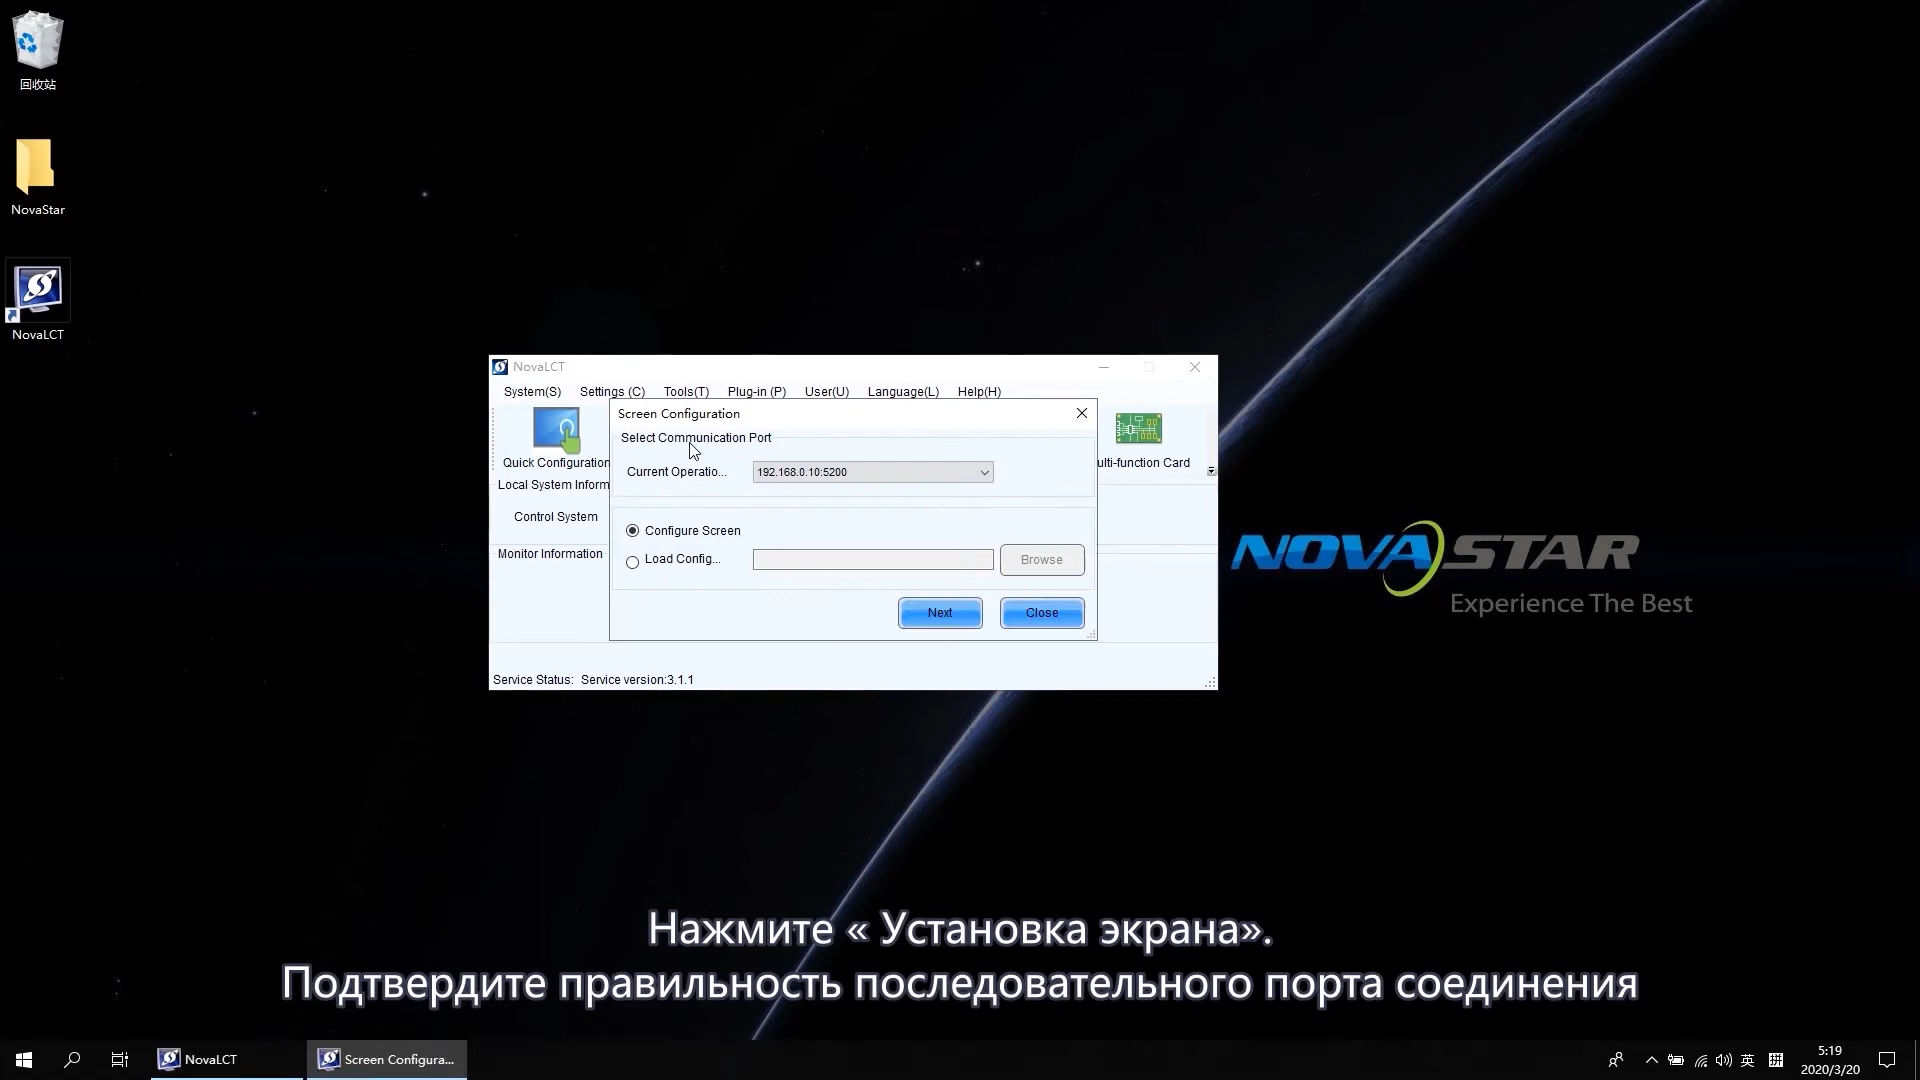 回收站
NovaStar
NovaLCT
NovaLCT
System(S) Settings (C) Tools(T) Plug-in (P) User(U) Language(L) Help(H)
Screen Configuration
Select Communication Port
Quick Configuration
ulti-function Card
Current Operatio... 192.168.0.10:5200
Local System Inform
Control System
Configure Screen
Monitor Information
Load Config... Browse
Next Close
Service Status: Service version:3.1.1
NOVASTAR
Experience The Best
Нажмите « Установка экрана».
Подтвердите правильность последовательного порта соединения
NovaLCT
Screen Configura...
英
拼
5:19
2020/3/20